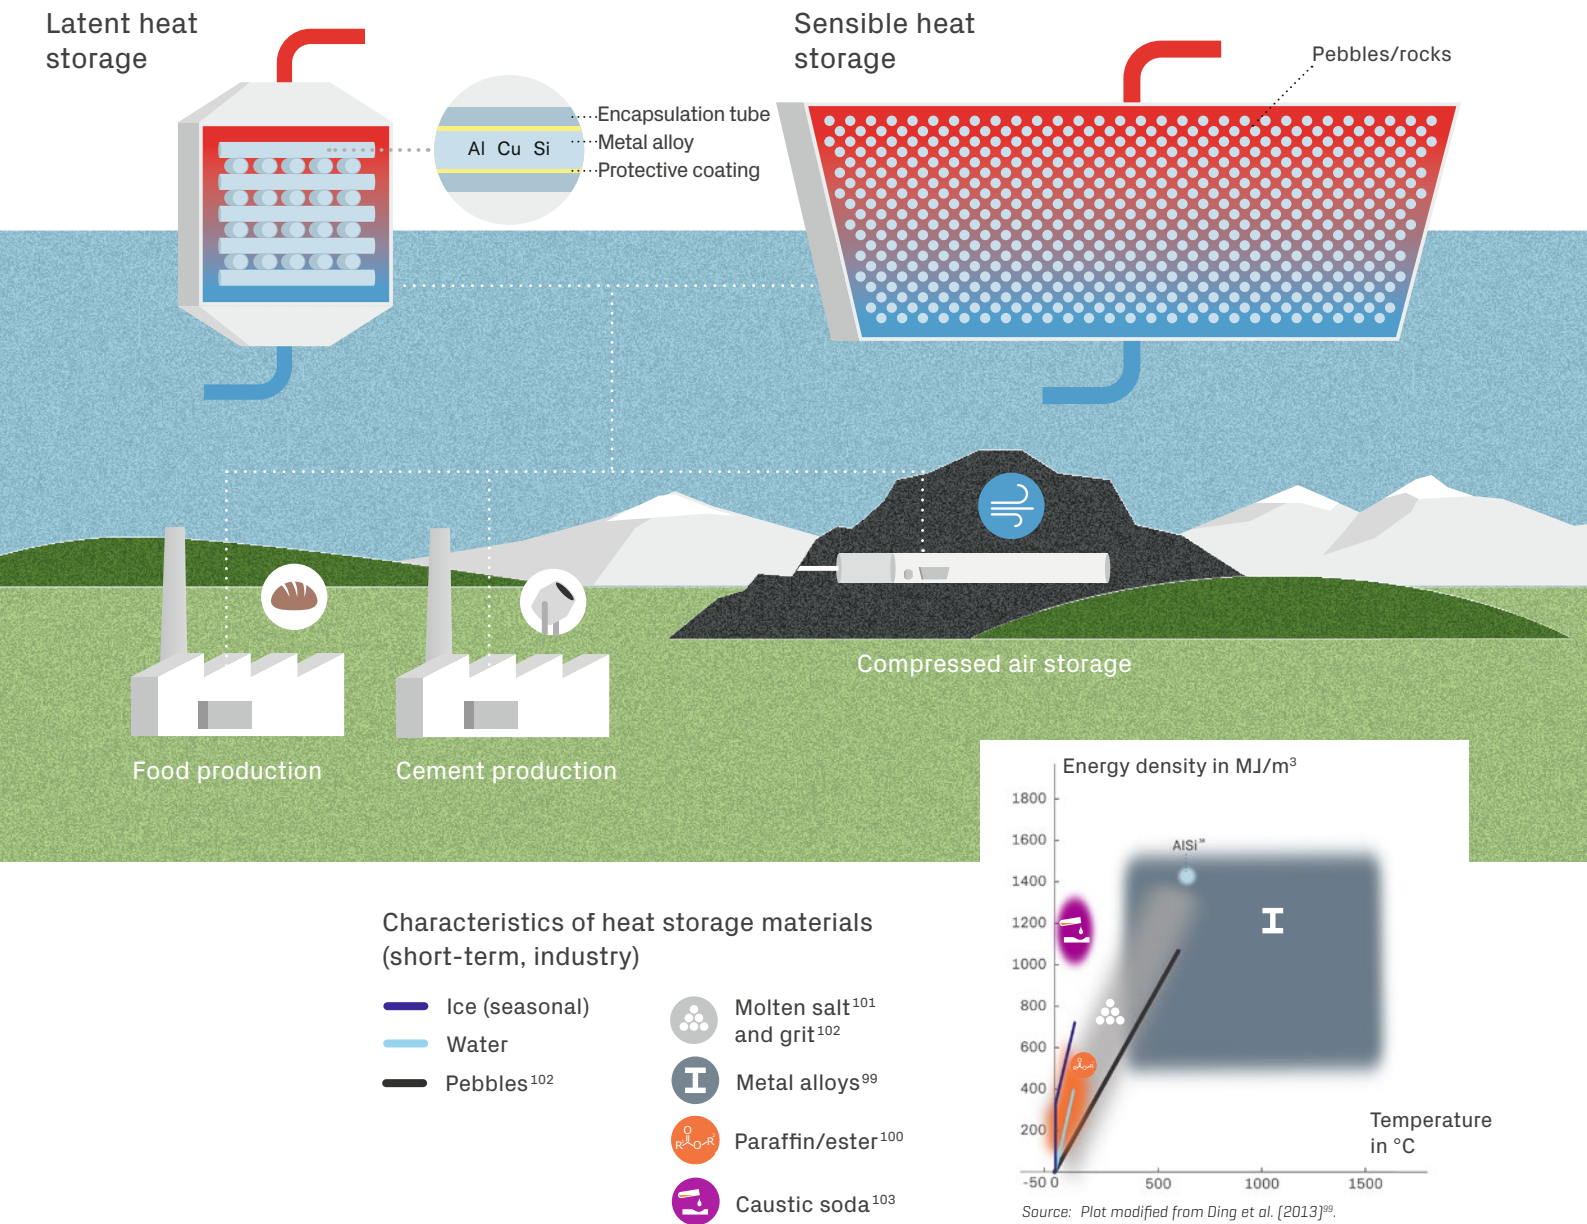 Latent heat
storage
Sensible heat
storage
Pebbles/rocks
Encapsulation tube
Metal alloy
Protective coating
Al Cu Si
Compressed air storage
Food production
Cement production
Energy density in MJ/m³
1800
1600
1400
1200
1000
800
600
400
200
-50 0
500
1000
1500
AlSi
Temperature
in °C
Source: Plot modified from Ding et al. (2013)⁹⁹.
Characteristics of heat storage materials
(short-term, industry)
Ice (seasonal)
Water
Pebbles¹⁰²
Molten salt¹⁰¹
and grit¹⁰²
Metal alloys⁹⁹
Paraffin/ester¹⁰⁰
Caustic soda¹⁰³